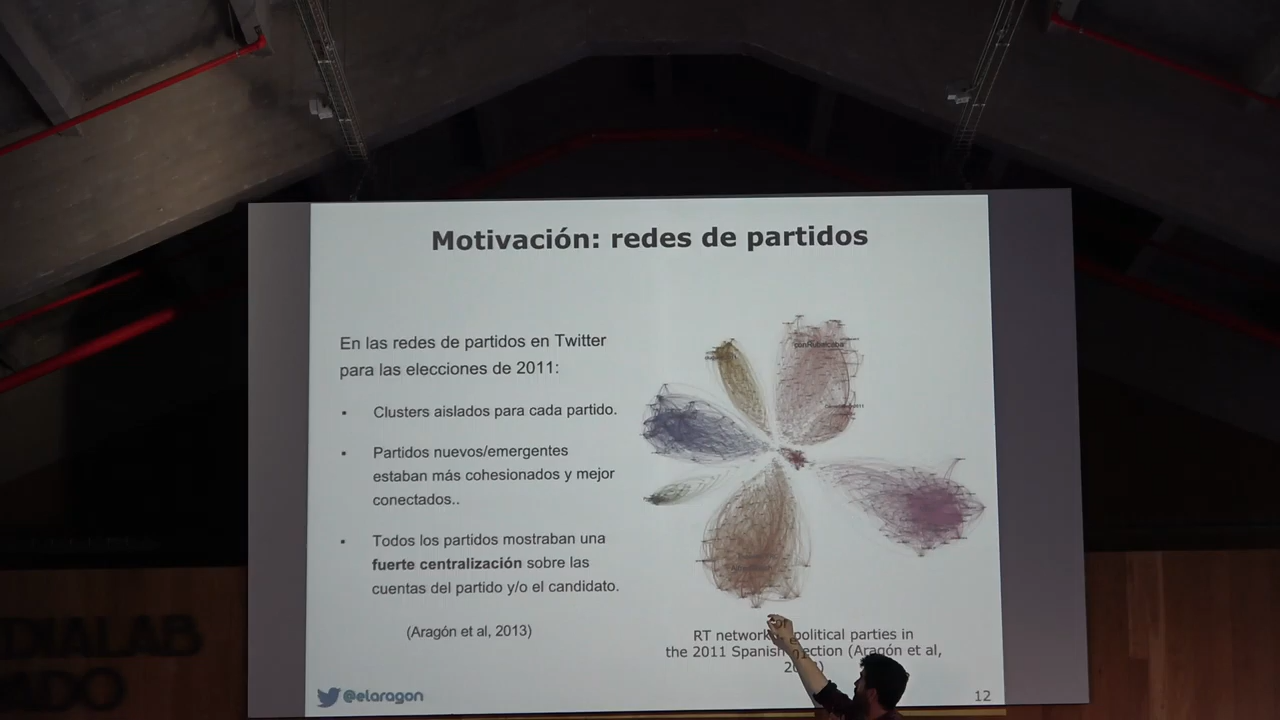 Motivación: redes de partidos
En las redes de partidos en Twitter
para las elecciones de 2011:
• Clusters aislados para cada partido.
• Partidos nuevos/emergentes
estaban más cohesionados y mejor
conectados..
• Todos los partidos mostraban una
fuerte centralización sobre las
cuentas del partido y/o el candidato.
(Aragón et al, 2013)
RT network political parties in
the 2011 Spanish (Aragón et al,
@elaragon
12
DIALAB
ADO